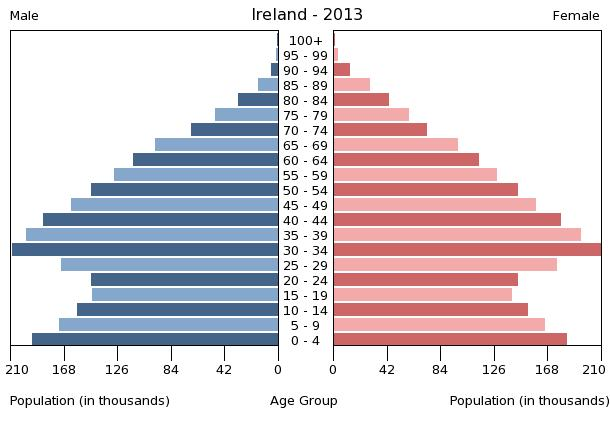 Male Ireland - 2013 Female
100+
95 - 99
90 - 94
85 - 89
80 - 84
75 - 79
70 - 74
65 - 69
60 - 64
55 - 59
50 - 54
45 - 49
40 - 44
35 - 39
30 - 34
25 - 29
20 - 24
15 - 19
10 - 14
5 - 9
0 - 4
210 168 126 84 42 0 0 42 84 126 168 210
Population (in thousands) Age Group Population (in thousands)